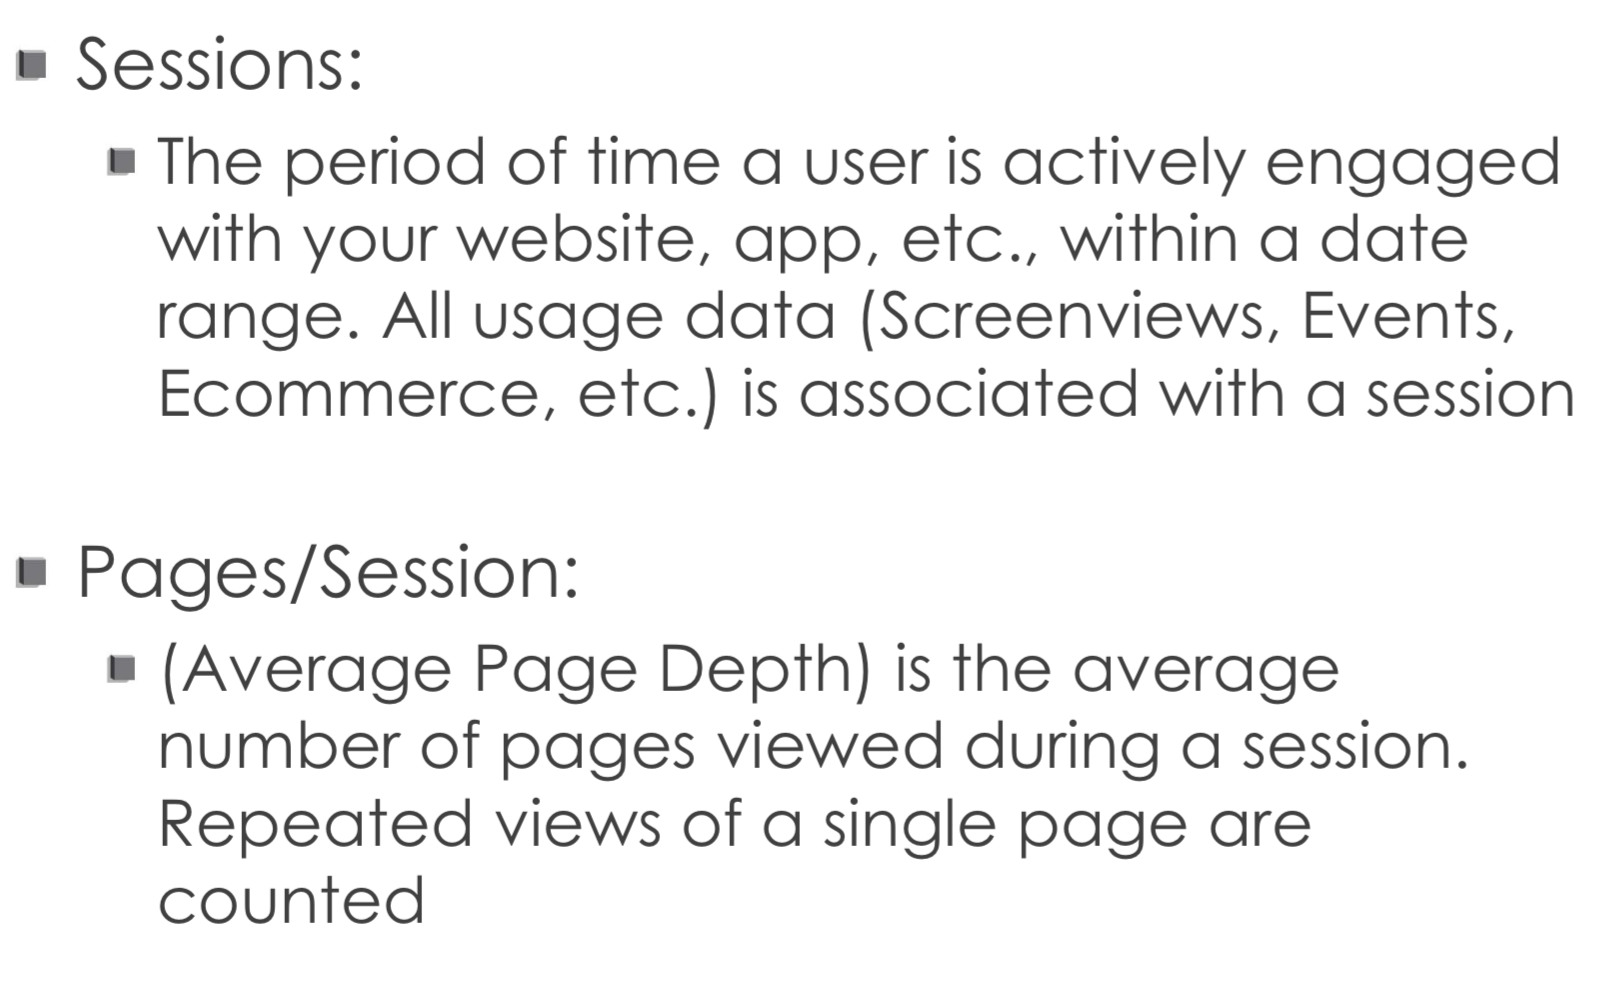 Sessions:
The period of time a user is actively engaged
with your website, app, etc., within a date
range. All usage data (Screenviews, Events,
Ecommerce, etc.) is associated with a session
Pages/Session:
(Average Page Depth) is the average
number of pages viewed during a session.
Repeated views of a single page are
counted